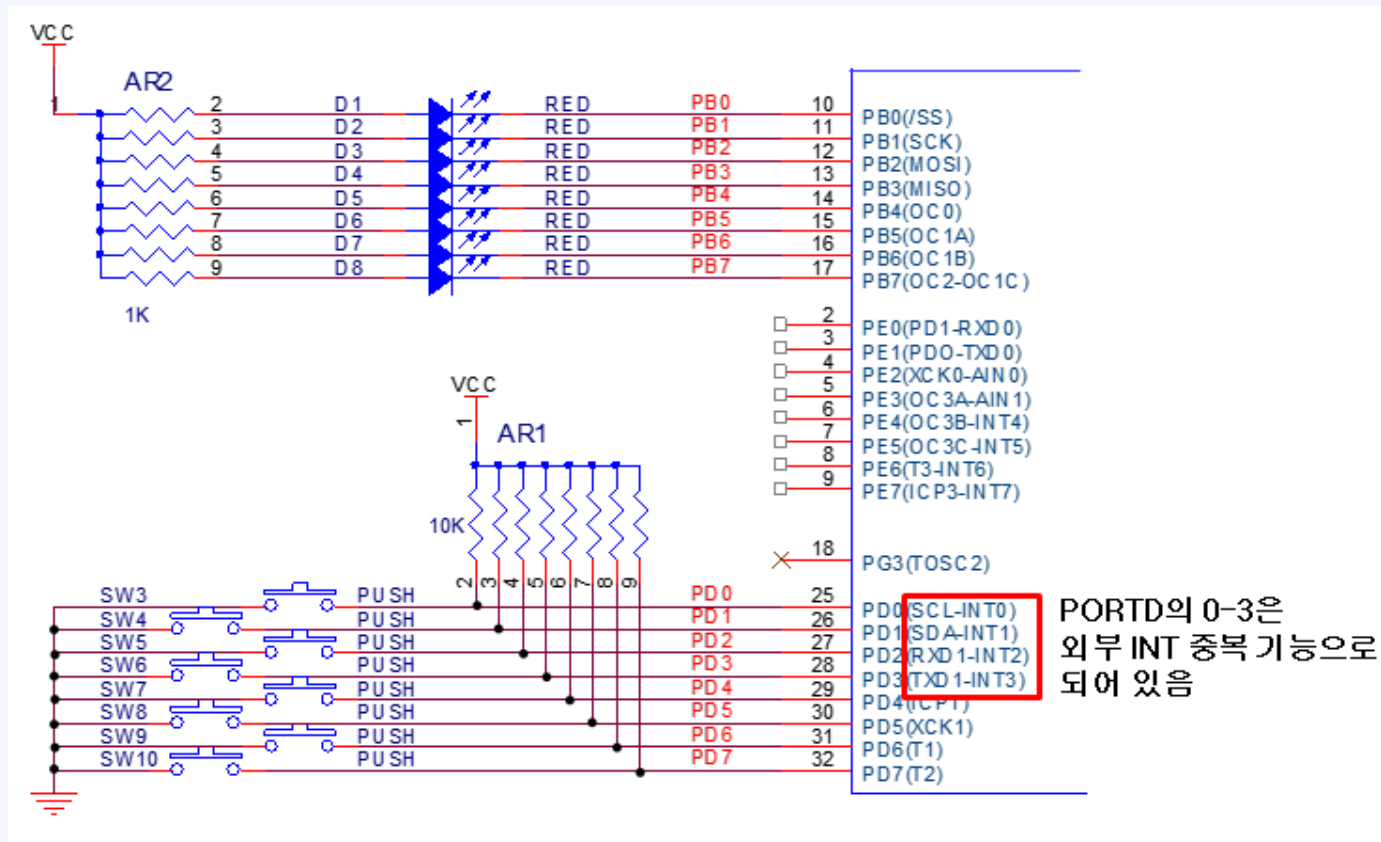 VCC
AR2
1
2 D1 RED PB0 10 PB0(/SS)
3 D2 RED PB1 11 PB1(SCK)
4 D3 RED PB2 12 PB2(MOSI)
5 D4 RED PB3 13 PB3(MISO)
6 D5 RED PB4 14 PB4(OC0)
7 D6 RED PB5 15 PB5(OC1A)
8 D7 RED PB6 16 PB6(OC1B)
9 D8 RED PB7 17 PB7(OC2-OC1C)
1K
2 PE0(PD1-RXD0)
3 PE1(PDO-TXD0)
4 PE2(XCK0-AIN0)
5 PE3(OC3A-AIN1)
6 PE4(OC3B-INT4)
7 PE5(OC3C-INT5)
8 PE6(T3-INT6)
9 PE7(ICP3-INT7)
VCC
1
AR1
10K
2 3 4 5 6 7 8 9
18 PG3(TOSC2)
SW3 PUSH PD0 25 PD0(SCL-INT0)
SW4 PUSH PD1 26 PD1(SDA-INT1)
SW5 PUSH PD2 27 PD2(RXD1-INT2)
SW6 PUSH PD3 28 PD3(TXD1-INT3)
SW7 PUSH PD4 29 PD4(ICP1)
SW8 PUSH PD5 30 PD5(XCK1)
SW9 PUSH PD6 31 PD6(T1)
SW10 PUSH PD7 32 PD7(T2)
PORTD의 0-3은
외부 INT 중복 기능으로
되어 있음